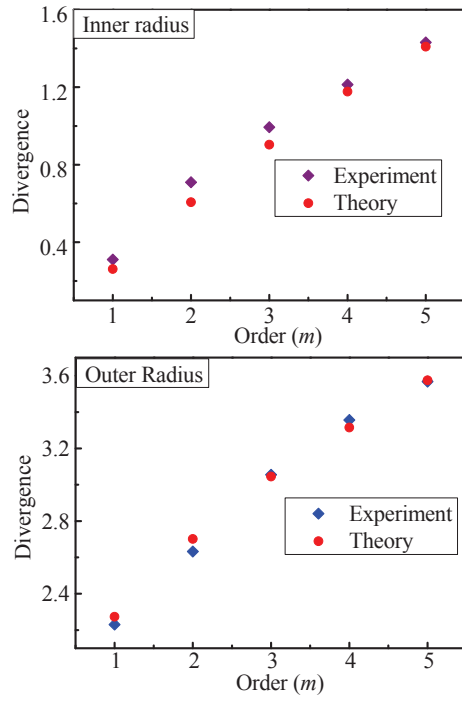 Inner radius
1.6
1.2
0.8
0.4
Divergence
Experiment
Theory
1 2 3 4 5
Order (m)
Outer Radius
3.6
3.2
2.8
2.4
Divergence
Experiment
Theory
1 2 3 4 5
Order (m)